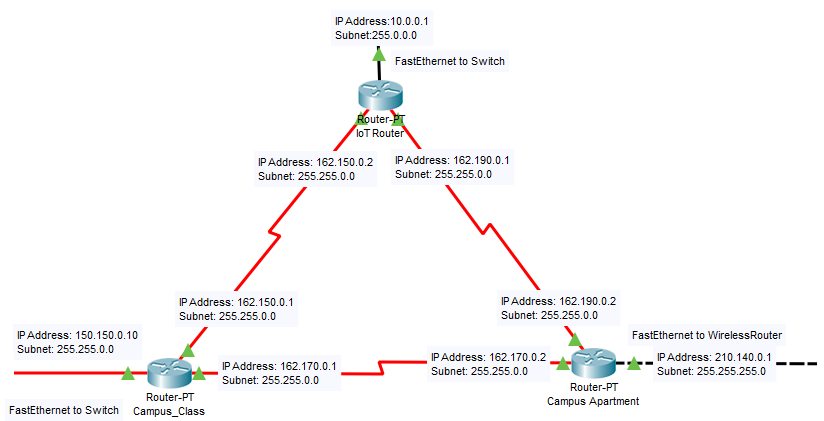 IP Address:10.0.0.1
Subnet:255.0.0.0
FastEthernet to Switch
Router-PT
IoT Router
IP Address: 162.150.0.2
Subnet: 255.255.0.0
IP Address: 162.190.0.1
Subnet: 255.255.0.0
IP Address: 162.150.0.1
Subnet: 255.255.0.0
IP Address: 162.190.0.2
Subnet: 255.255.0.0
IP Address: 150.150.0.10
Subnet: 255.255.0.0
FastEthernet to WirelessRouter
IP Address: 162.170.0.1
Subnet: 255.255.0.0
IP Address: 162.170.0.2
Subnet: 255.255.0.0
IP Address: 210.140.0.1
Subnet: 255.255.255.0
Router-PT
Campus_Class
Router-PT
Campus Apartment
FastEthernet to Switch